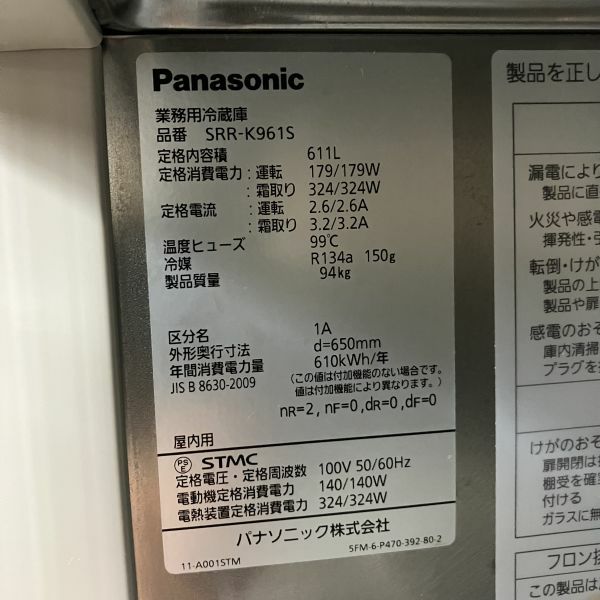 Panasonic
業務用冷蔵庫
品番 SRR-K961S
定格内容積 611L
定格消費電力:運転 179/179W
:霜取り 324/324W
定格電流 :運転 2.6/2.6A
:霜取り 3.2/3.2A
温度ヒューズ 99℃
冷媒 R134a 150g
製品質量 94kg
区分名 1A
外形奥行寸法 d=650mm
年間消費電力量 610kWh/年
JIS B 8630-2009 (この値は付加機能のない場合です。
値は付加機能により異なります。)
nR=2, nF=0, dR=0, dF=0
屋内用
PS E STMC
定格電圧・定格周波数 100V 50/60Hz
電動機定格消費電力 140/140W
電熱装置定格消費電力 324/324W
パナソニック株式会社
11-A001STM 5FM-6-P470-392-80-2
製品を正し
漏電により
製品に直
火災や感電
揮発性・引
転倒・けが
製品の上
製品や扉
感電のおそ
庫内清掃
プラグを抜
けがのおそ
扉開閉は
棚受を確実
付ける
ガラスに無
フロン排
この製品は